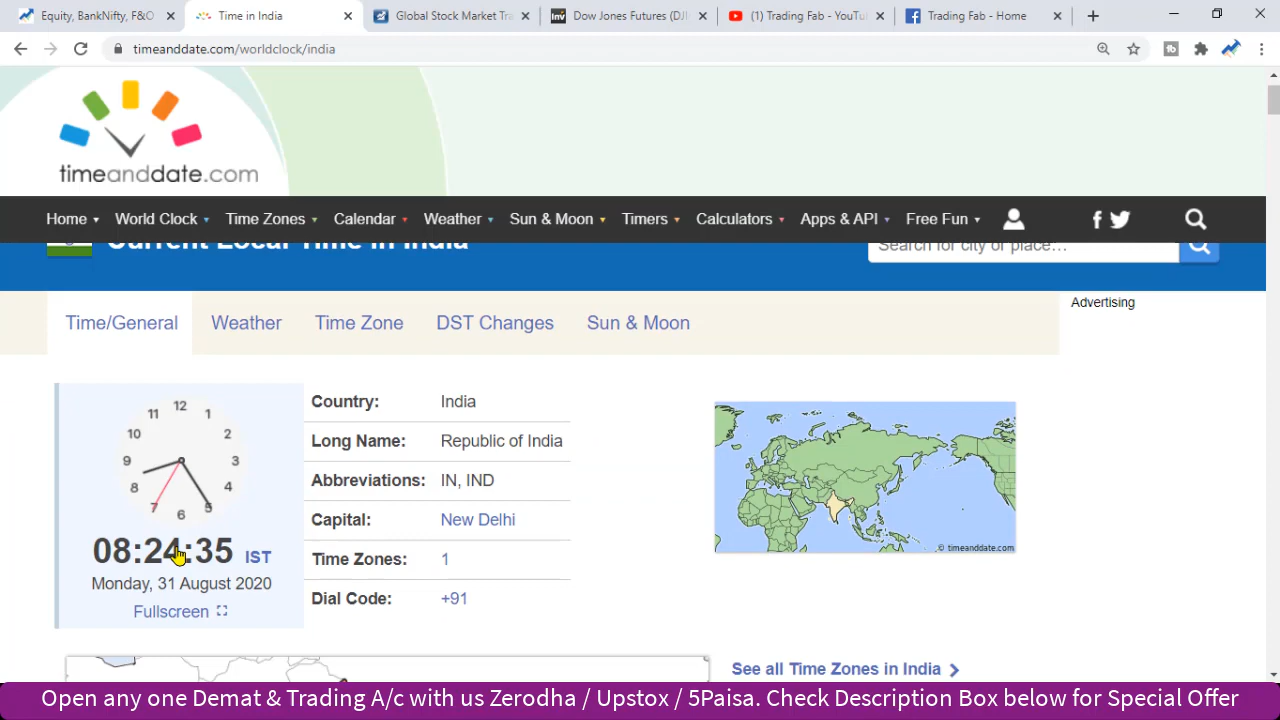 Equity, BankNifty, F&O
Time in India
Global Stock Market Tra
Dow Jones Futures (DJI
(1) Trading Fab - YouTu
Trading Fab - Home
timeanddate.com/worldclock/india
timeanddate.com
Home World Clock Time Zones Calendar Weather Sun & Moon Timers Calculators Apps & API Free Fun
Current Local Time in India
Search for city or place...
Time/General Weather Time Zone DST Changes Sun & Moon
Advertising
12
1
2
3
4
5
6
7
8
9
10
11
08:24:35 IST
Monday, 31 August 2020
Fullscreen
Country: India
Long Name: Republic of India
Abbreviations: IN, IND
Capital: New Delhi
Time Zones: 1
Dial Code: +91
© timeanddate.com
See all Time Zones in India
Open any one Demat & Trading A/c with us Zerodha / Upstox / 5Paisa. Check Description Box below for Special Offer